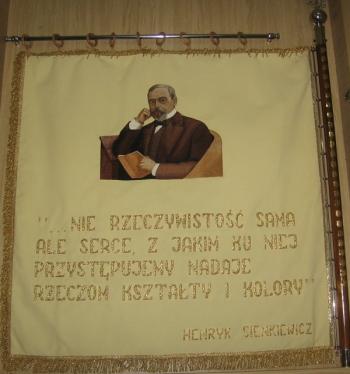 "...NIE RZECZYWISTOŚĆ SAMA
ALE SERCE, Z JAKIM KU NIEJ
PRZYSTĘPUJEMY NADAJE
RZECZOM KSZTAŁTY I KOLORY"
HENRYK SIENKIEWICZ